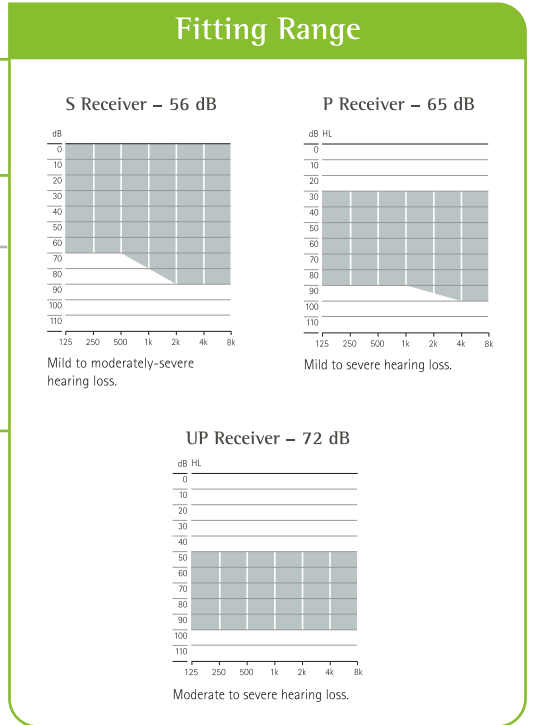 Fitting Range
S Receiver – 56 dB
dB
0
10
20
30
40
50
60
70
80
90
100
110
125 250 500 1k 2k 4k 8k
Mild to moderately-severe
hearing loss.
P Receiver – 65 dB
dB HL
0
10
20
30
40
50
60
70
80
90
100
110
125 250 500 1k 2k 4k 8k
Mild to severe hearing loss.
UP Receiver – 72 dB
dB HL
0
10
20
30
40
50
60
70
80
90
100
110
125 250 500 1k 2k 4k 8k
Moderate to severe hearing loss.